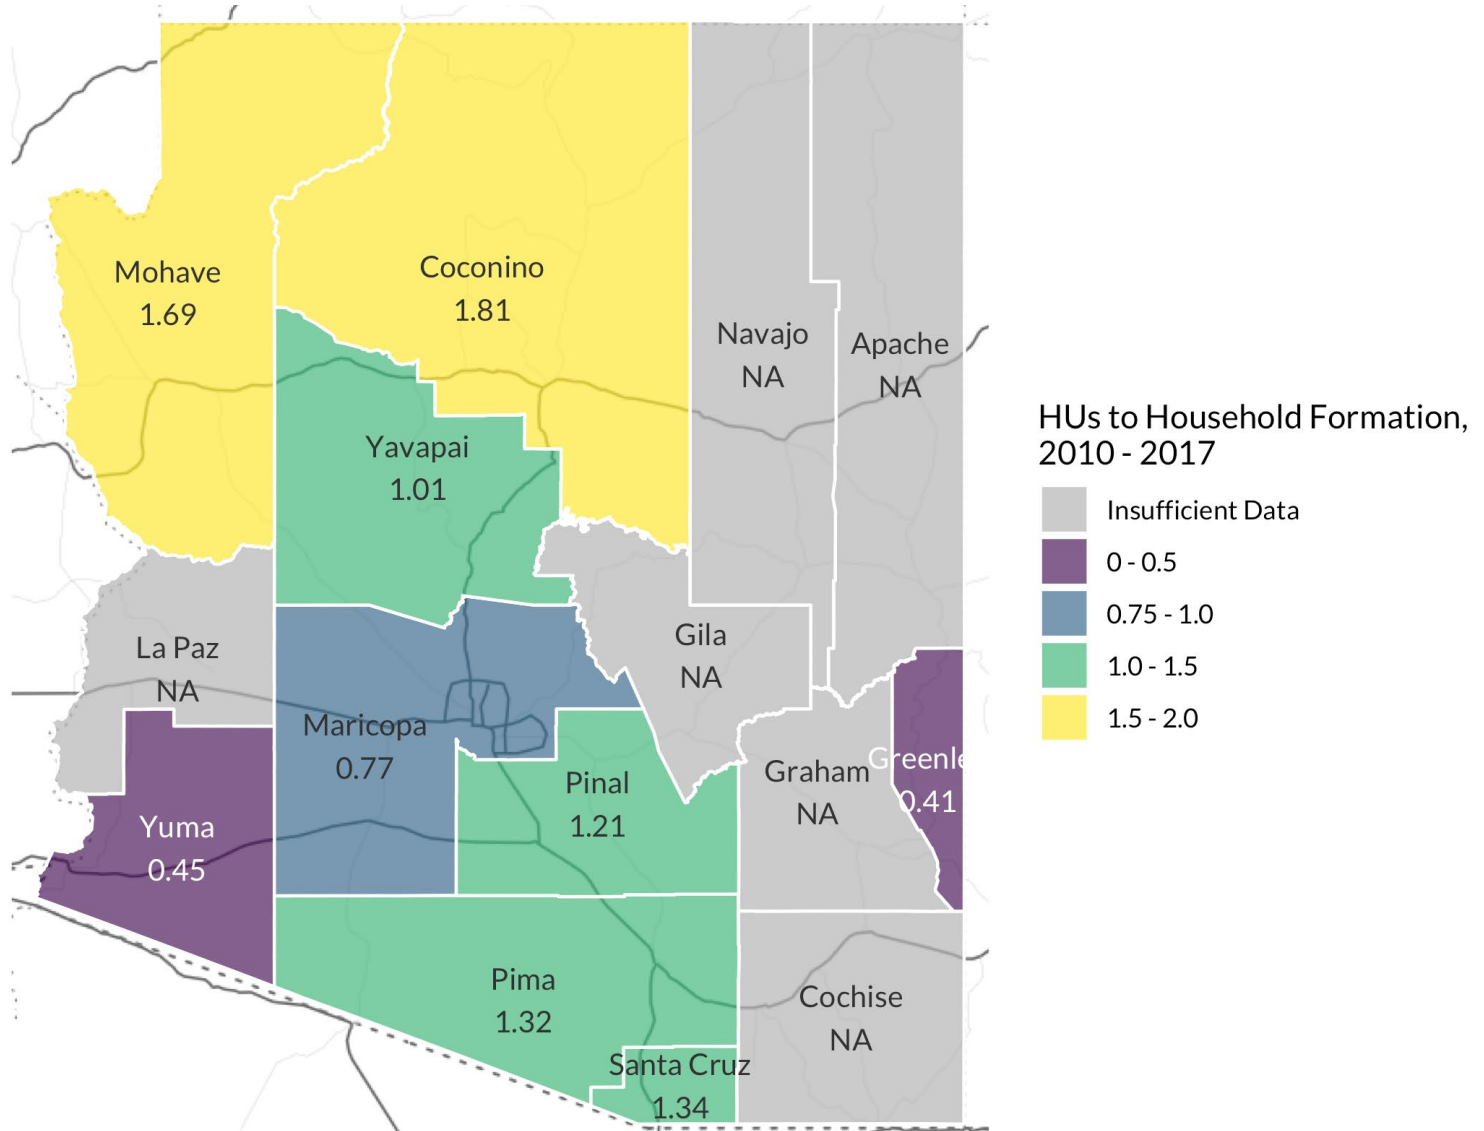 Mohave
1.69
Coconino
1.81
Navajo
NA
Apache
NA
Yavapai
1.01
La Paz
NA
Gila
NA
Maricopa
0.77
Pinal
1.21
Graham
NA
Greenle
0.41
Yuma
0.45
Pima
1.32
Cochise
NA
Santa Cruz
1.34
HUs to Household Formation,
2010 - 2017
Insufficient Data
0 - 0.5
0.75 - 1.0
1.0 - 1.5
1.5 - 2.0